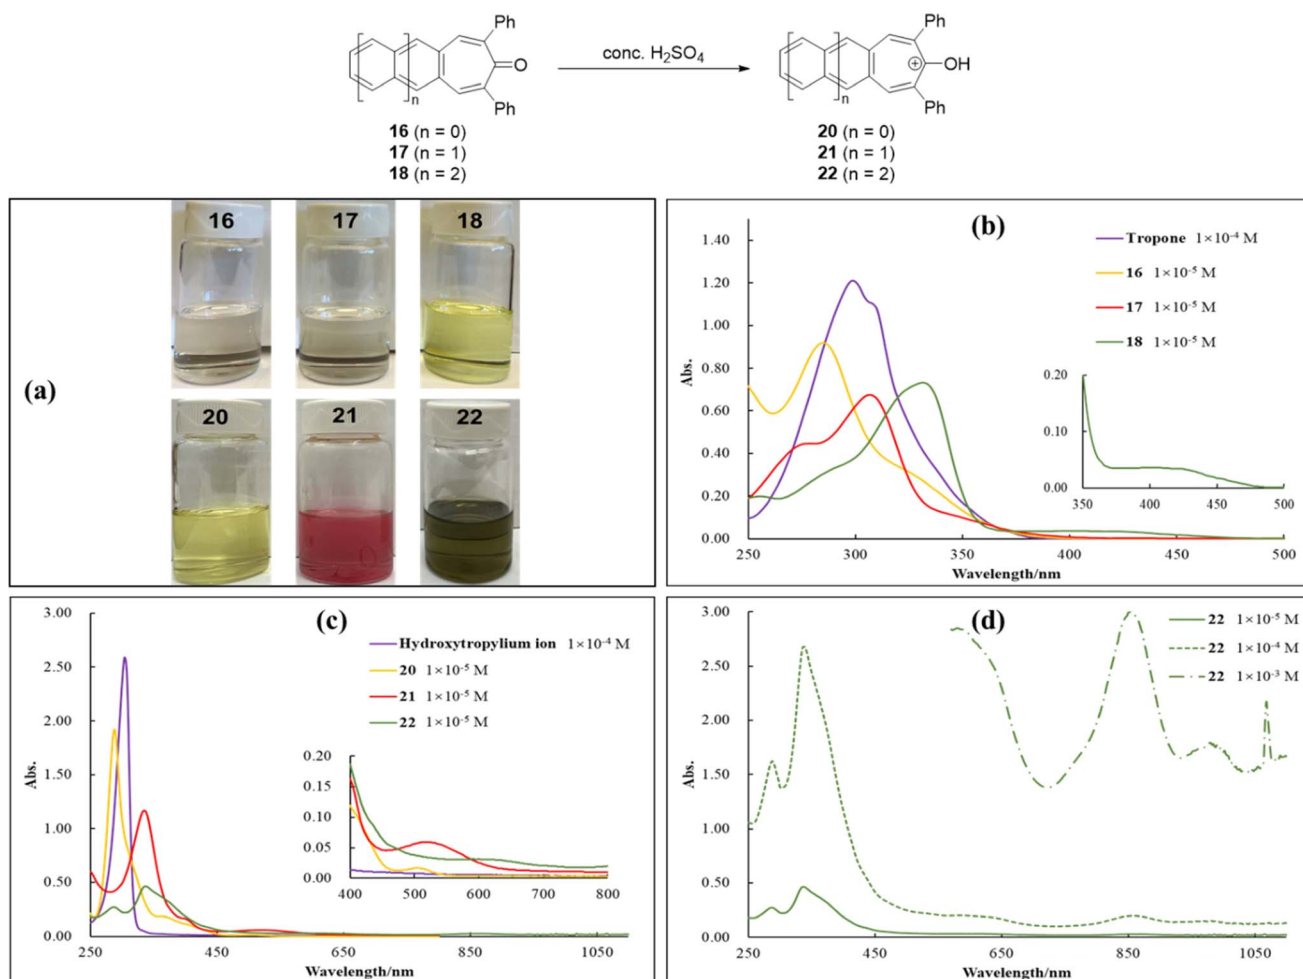 Ph
Ph
conc. H₂SO₄
O
OH
+
n
n
Ph
Ph
16 (n = 0)
20 (n = 0)
17 (n = 1)
21 (n = 1)
18 (n = 2)
22 (n = 2)
(a)
16
17
18
20
21
22
(b)
Tropone 1×10⁻⁴ M
16 1×10⁻⁵ M
17 1×10⁻⁵ M
18 1×10⁻⁵ M
Abs.
1.40
1.20
1.00
0.80
0.60
0.40
0.20
0.00
250 300 350 400 450 500
Wavelength/nm
0.20
0.10
0.00
350 400 450 500
(c)
Hydroxytropylium ion 1×10⁻⁴ M
20 1×10⁻⁵ M
21 1×10⁻⁵ M
22 1×10⁻⁵ M
Abs.
3.00
2.50
2.00
1.50
1.00
0.50
0.00
250 450 650 850 1050
Wavelength/nm
0.20
0.15
0.10
0.05
0.00
400 500 600 700 800
(d)
22 1×10⁻⁵ M
22 1×10⁻⁴ M
22 1×10⁻³ M
Abs.
3.00
2.50
2.00
1.50
1.00
0.50
0.00
250 450 650 850 1050
Wavelength/nm